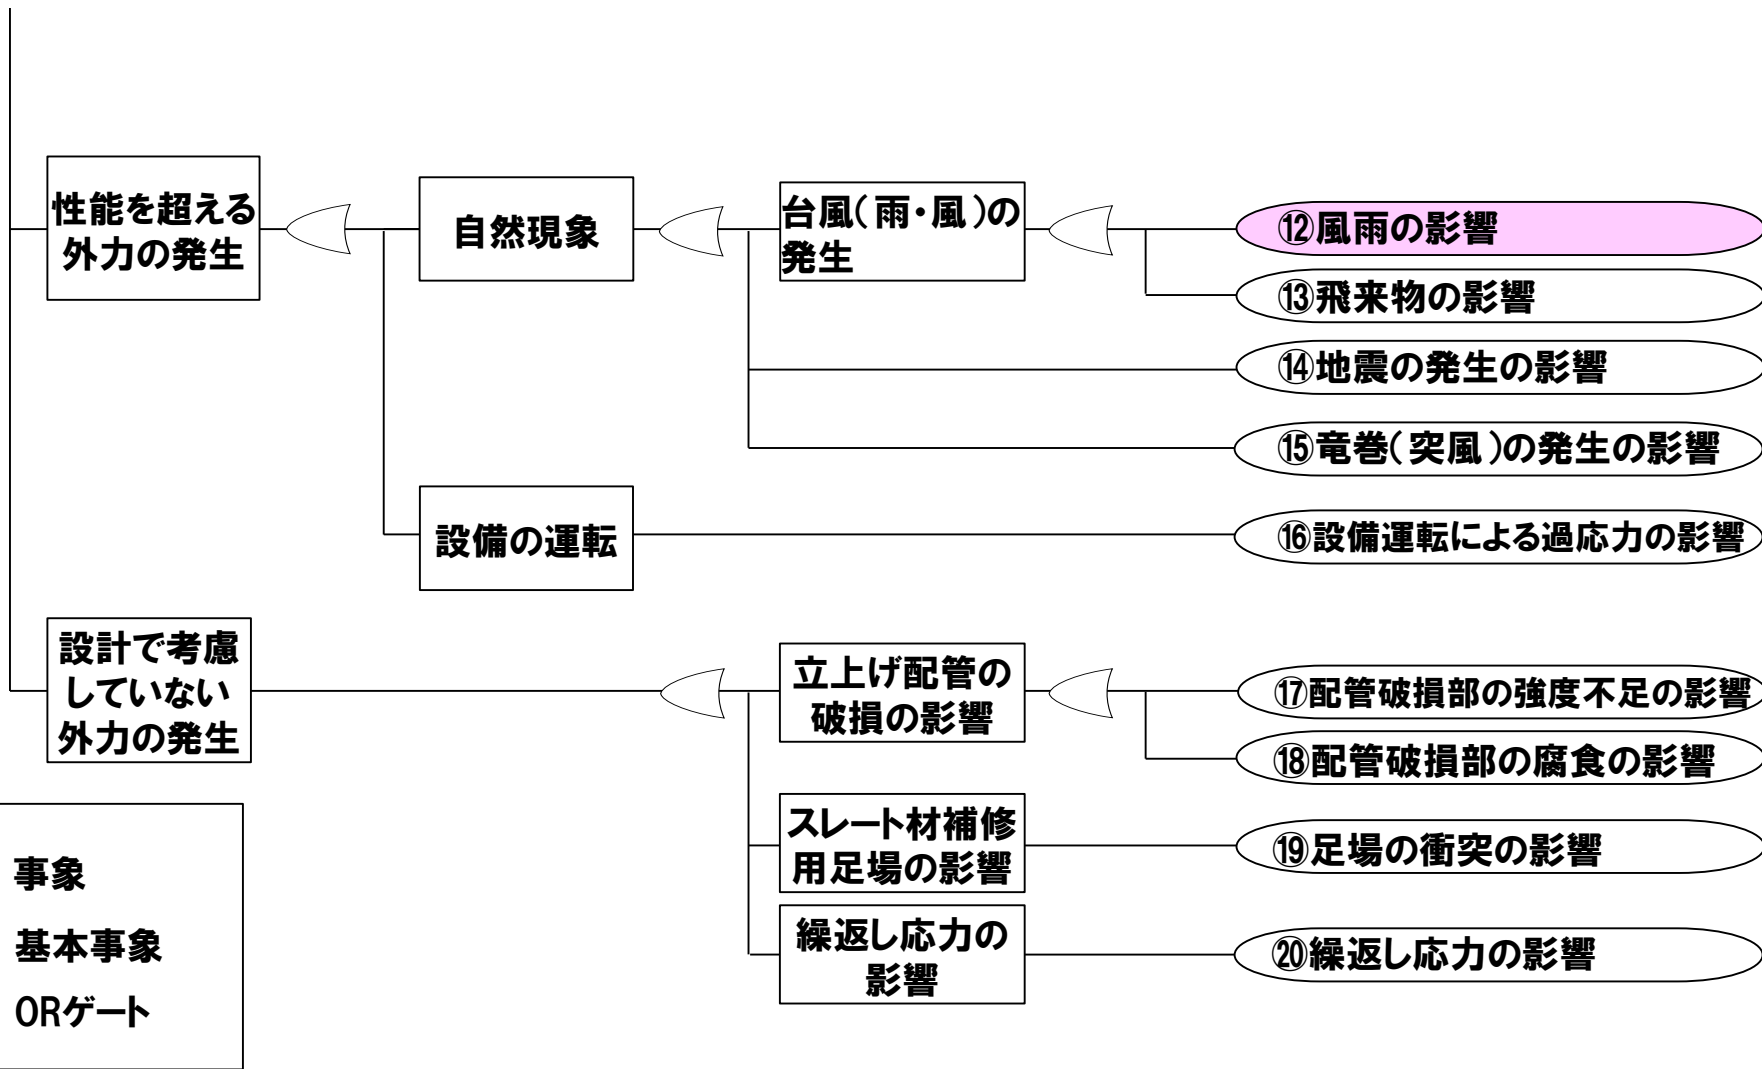 性能を超える
外力の発生
自然現象
台風(雨・風)の
発生
⑫風雨の影響
⑬飛来物の影響
⑭地震の発生の影響
⑮竜巻(突風)の発生の影響
設備の運転
⑯設備運転による過応力の影響
設計で考慮
していない
外力の発生
立上げ配管の
破損の影響
⑰配管破損部の強度不足の影響
⑱配管破損部の腐食の影響
スレート材補修
用足場の影響
⑲足場の衝突の影響
繰返し応力の
影響
⑳繰返し応力の影響
事象
基本事象
ORゲート